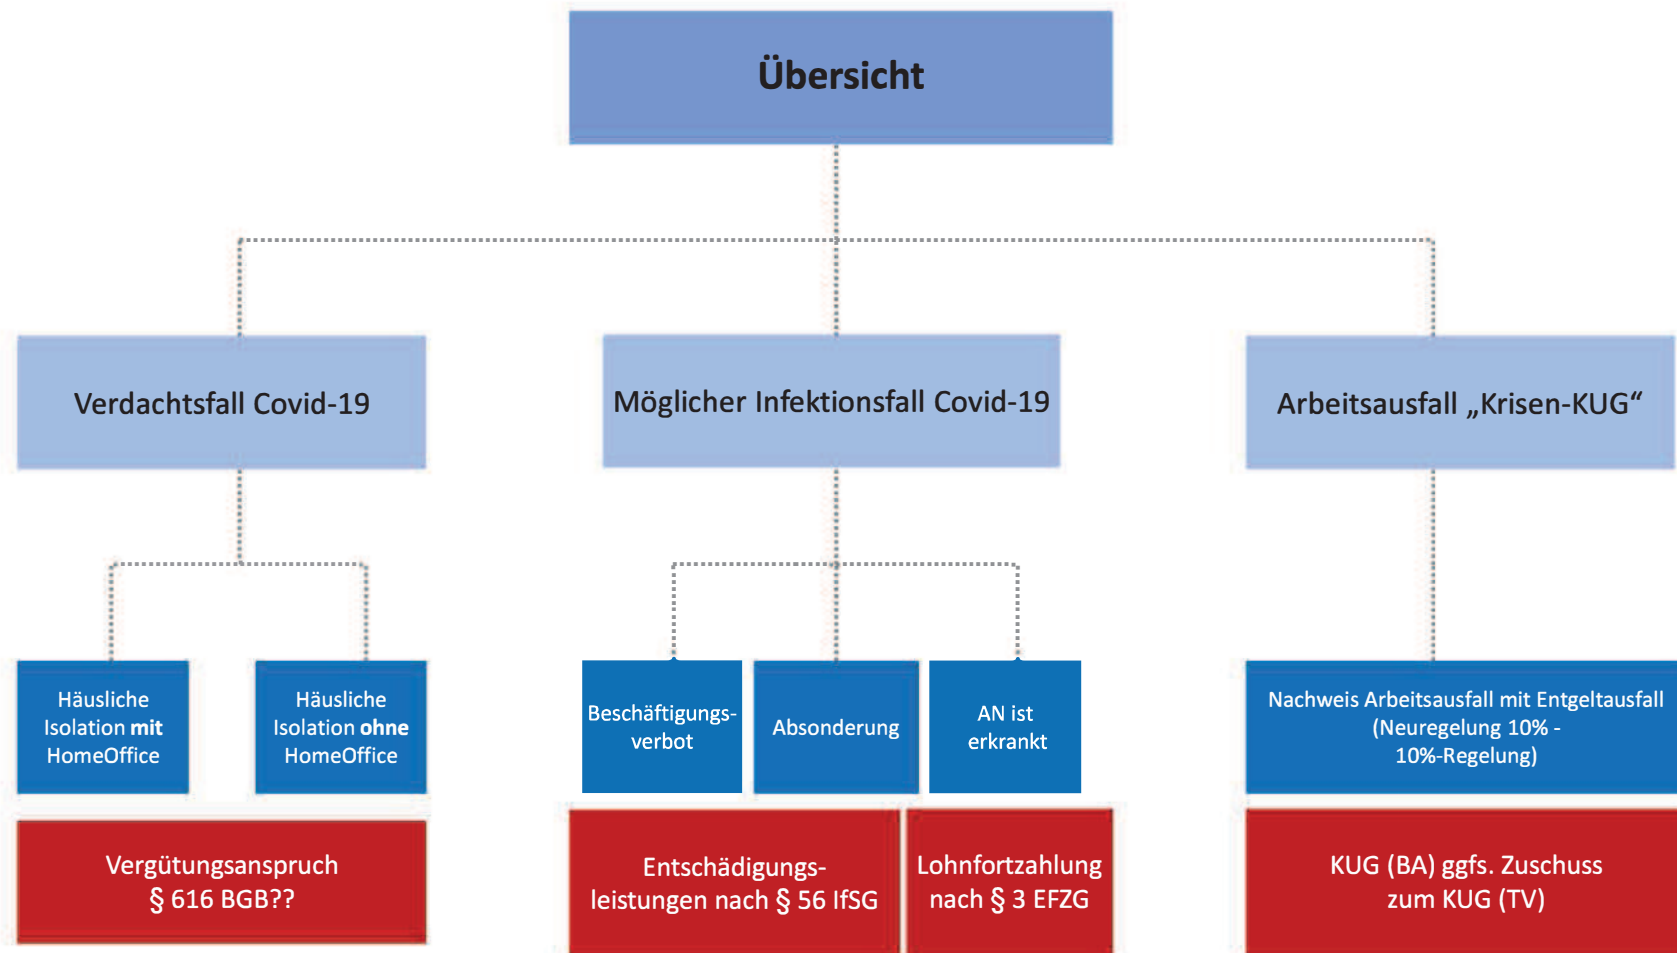 Übersicht
Verdachtsfall Covid-19
Möglicher Infektionsfall Covid-19
Arbeitsausfall „Krisen-KUG“
Häusliche
Isolation mit
HomeOffice
Häusliche
Isolation ohne
HomeOffice
Beschäftigungs-
verbot
Absonderung
AN ist
erkrankt
Nachweis Arbeitsausfall mit Entgeltausfall
(Neuregelung 10% -
10%-Regelung)
Vergütungsanspruch
§ 616 BGB??
Entschädigungs-
leistungen nach § 56 IfSG
Lohnfortzahlung
nach § 3 EFZG
KUG (BA) ggfs. Zuschuss
zum KUG (TV)